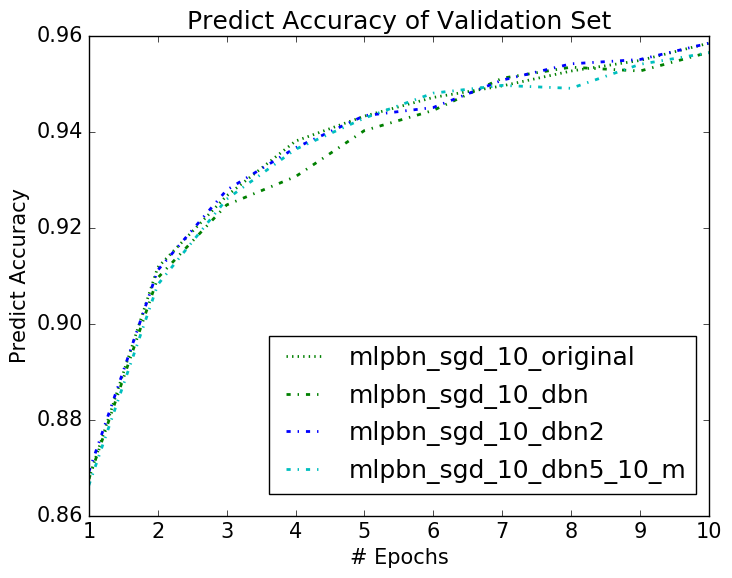 Predict Accuracy of Validation Set
0.96
0.94
0.92
0.90
0.88
0.86
Predict Accuracy
mlpbn_sgd_10_original
mlpbn_sgd_10_dbn
mlpbn_sgd_10_dbn2
mlpbn_sgd_10_dbn5_10_m
1 2 3 4 5 6 7 8 9 10
# Epochs